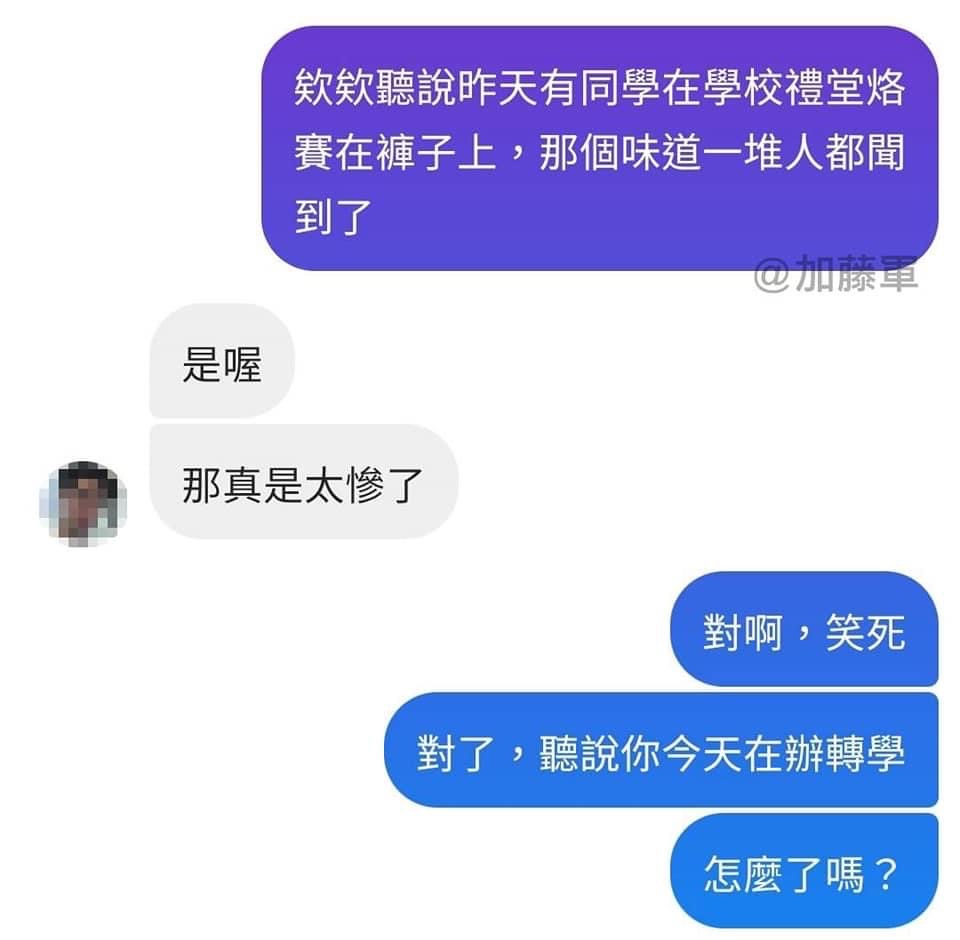 欸欸聽說昨天有同學在學校禮堂烙
賽在褲子上，那個味道一堆人都聞
到了
@加藤軍
是喔
那真是太慘了
對啊，笑死
對了，聽說你今天在辦轉學
怎麼了嗎？